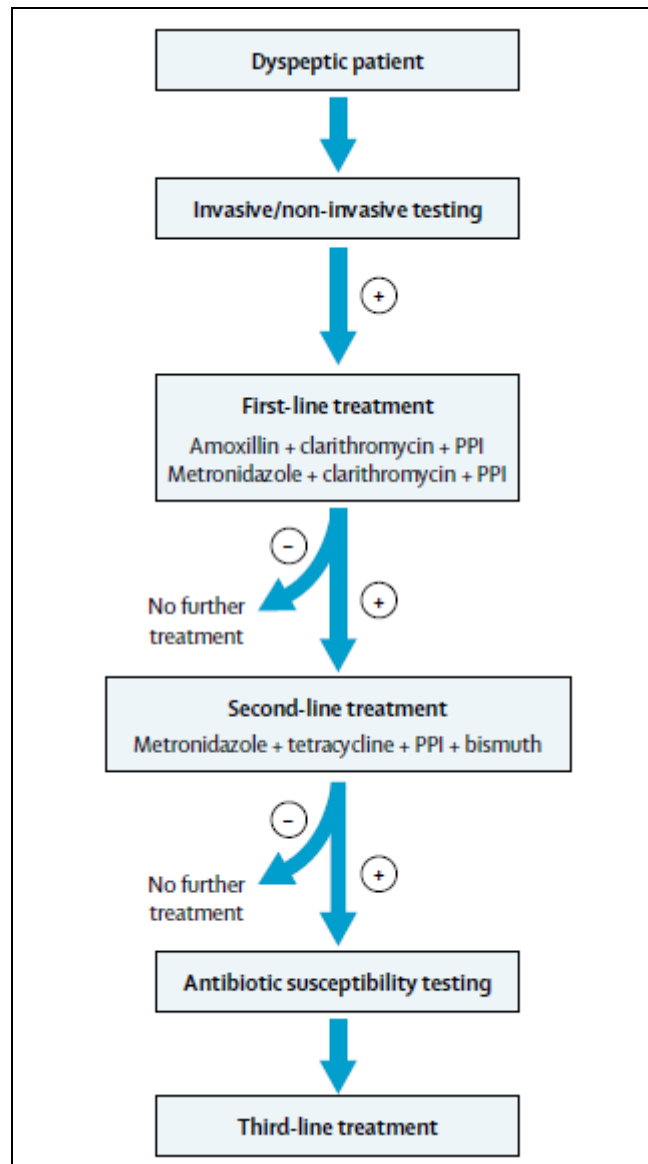 Dyspeptic patient
Invasive/non-invasive testing
+
First-line treatment
Amoxillin + clarithromycin + PPI
Metronidazole + clarithromycin + PPI
−
+
No further
treatment
Second-line treatment
Metronidazole + tetracycline + PPI + bismuth
−
+
No further
treatment
Antibiotic susceptibility testing
Third-line treatment